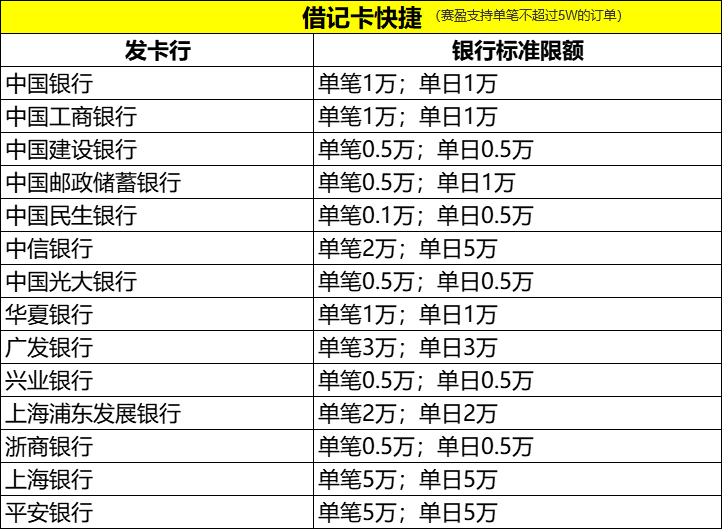 借记卡快捷（赛盈支持单笔不超过5W的订单）
发卡行 银行标准限额
中国银行 单笔1万；单日1万
中国工商银行 单笔1万；单日1万
中国建设银行 单笔0.5万；单日0.5万
中国邮政储蓄银行 单笔0.5万；单日1万
中国民生银行 单笔0.1万；单日0.5万
中信银行 单笔2万；单日5万
中国光大银行 单笔0.5万；单日0.5万
华夏银行 单笔1万；单日1万
广发银行 单笔3万；单日3万
兴业银行 单笔0.5万；单日0.5万
上海浦东发展银行 单笔2万；单日2万
浙商银行 单笔0.5万；单日0.5万
上海银行 单笔5万；单日5万
平安银行 单笔5万；单日5万